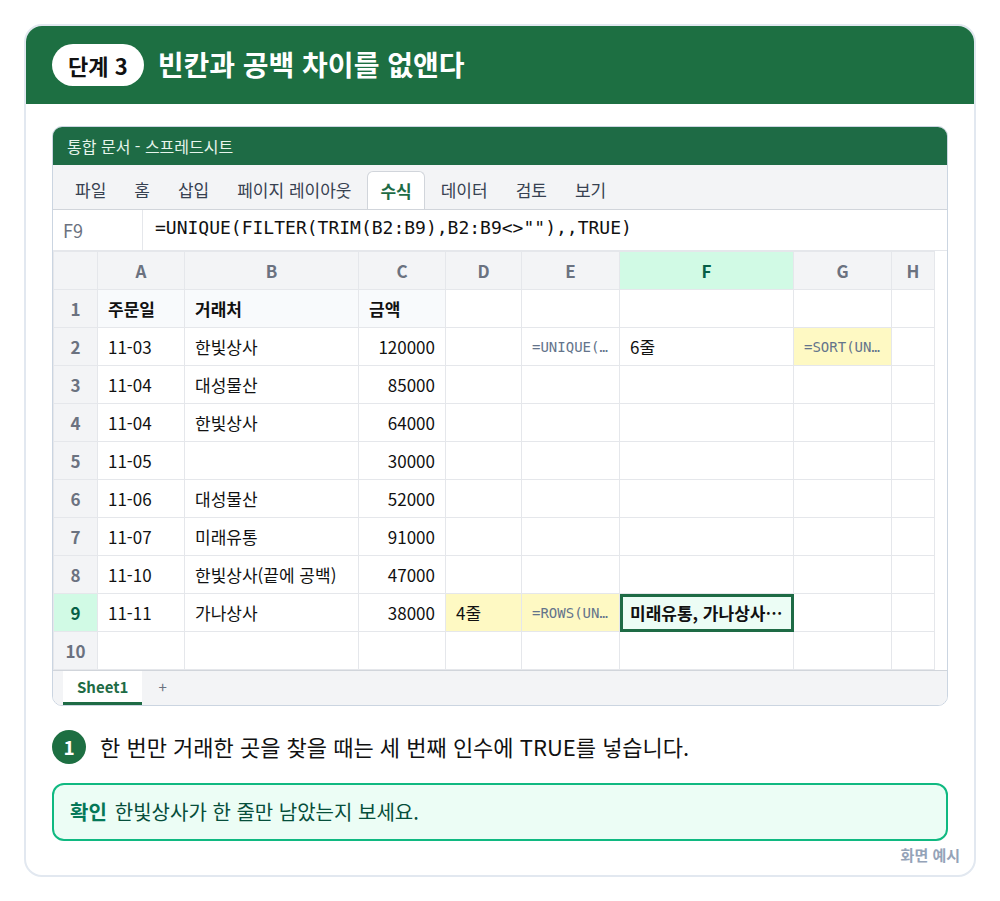 단계 3 빈칸과 공백 차이를 없앤다
통합 문서 - 스프레드시트
파일 홈 삽입 페이지 레이아웃 수식 데이터 검토 보기
F9 =UNIQUE(FILTER(TRIM(B2:B9),B2:B9<>""),,TRUE)
A B C D E F G H
1 주문일 거래처 금액
2 11-03 한빛상사 120000 =UNIQUE(… 6줄 =SORT(UN…
3 11-04 대성물산 85000
4 11-04 한빛상사 64000
5 11-05 30000
6 11-06 대성물산 52000
7 11-07 미래유통 91000
8 11-10 한빛상사(끝에 공백) 47000
9 11-11 가나상사 38000 4줄 =ROWS(UN… 미래유통, 가나상사…
10
Sheet1 +
1 한 번만 거래한 곳을 찾을 때는 세 번째 인수에 TRUE를 넣습니다.
확인 한빛상사가 한 줄만 남았는지 보세요.
화면 예시